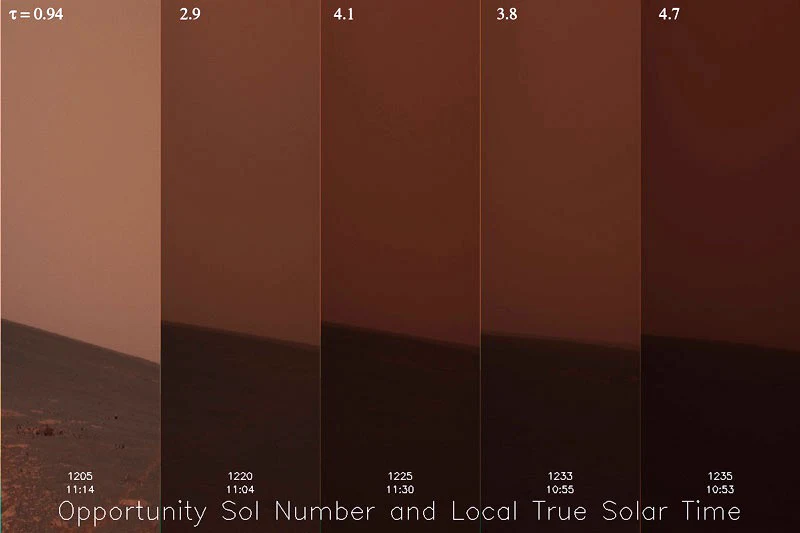 τ = 0.94 2.9 4.1 3.8 4.7
1205 1220 1225 1233 1235
11:14 11:04 11:30 10:55 10:53
Opportunity Sol Number and Local True Solar Time